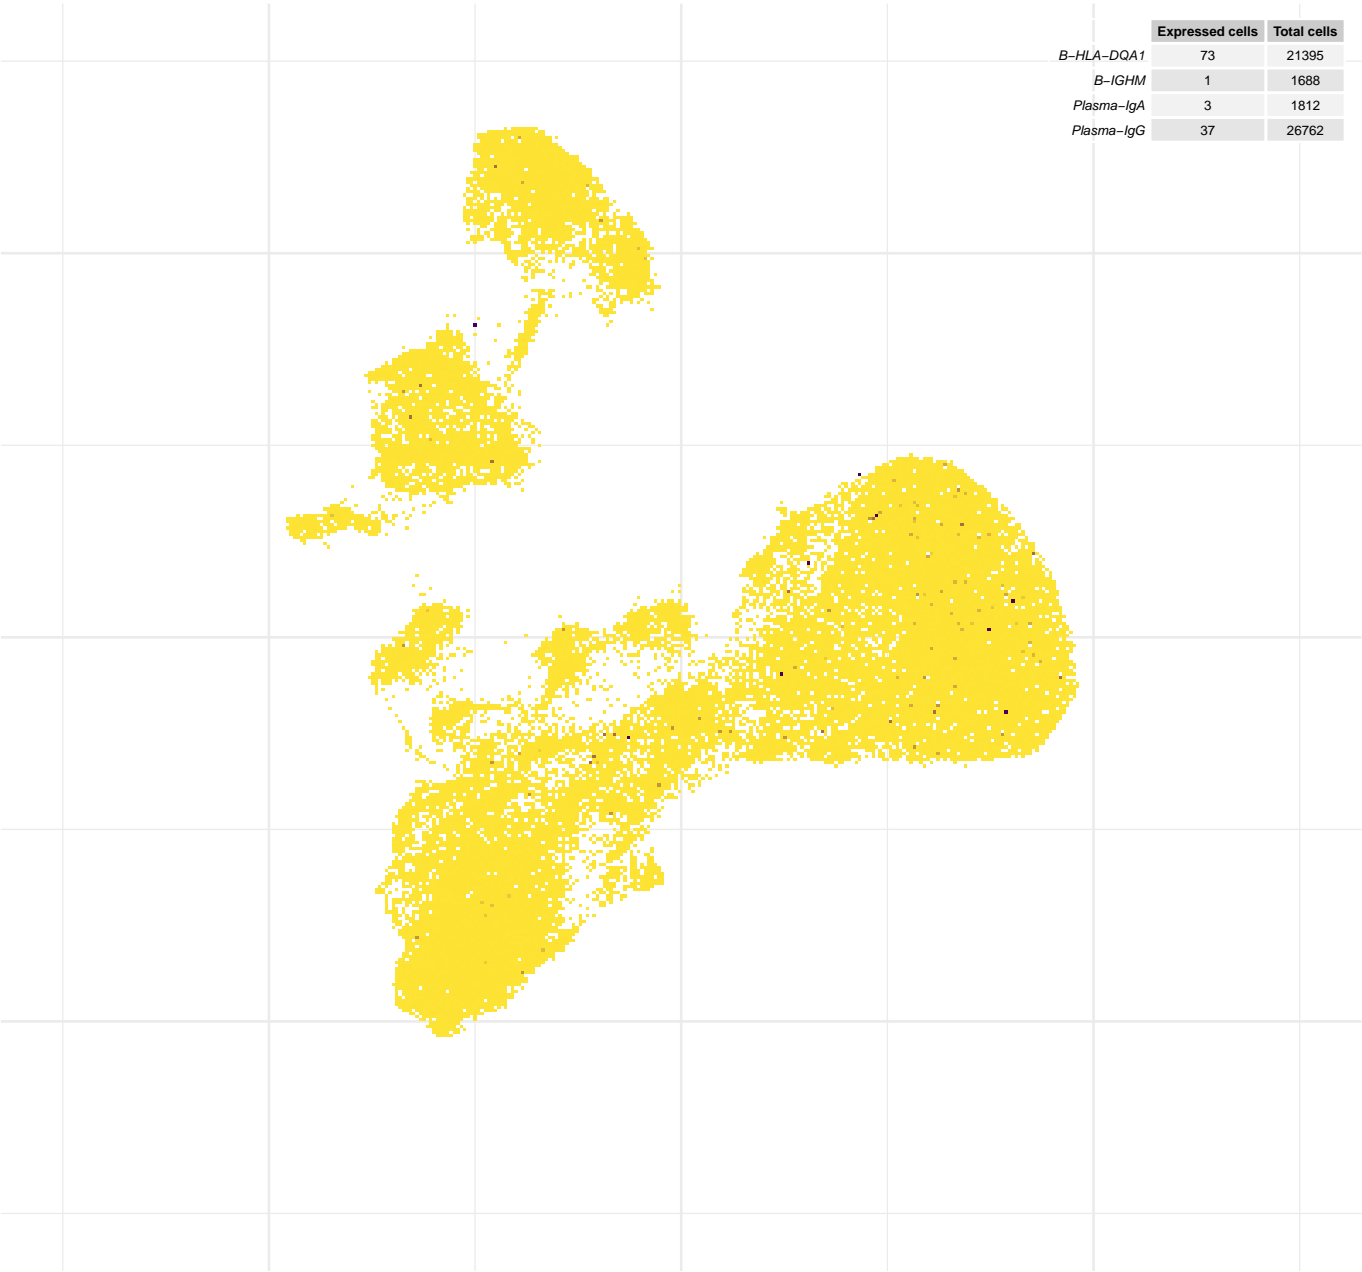 Expressed cells Total cells
B−HLA−DQA1 73 21395
B−IGHM 1 1688
Plasma−IgA 3 1812
Plasma−IgG 37 26762